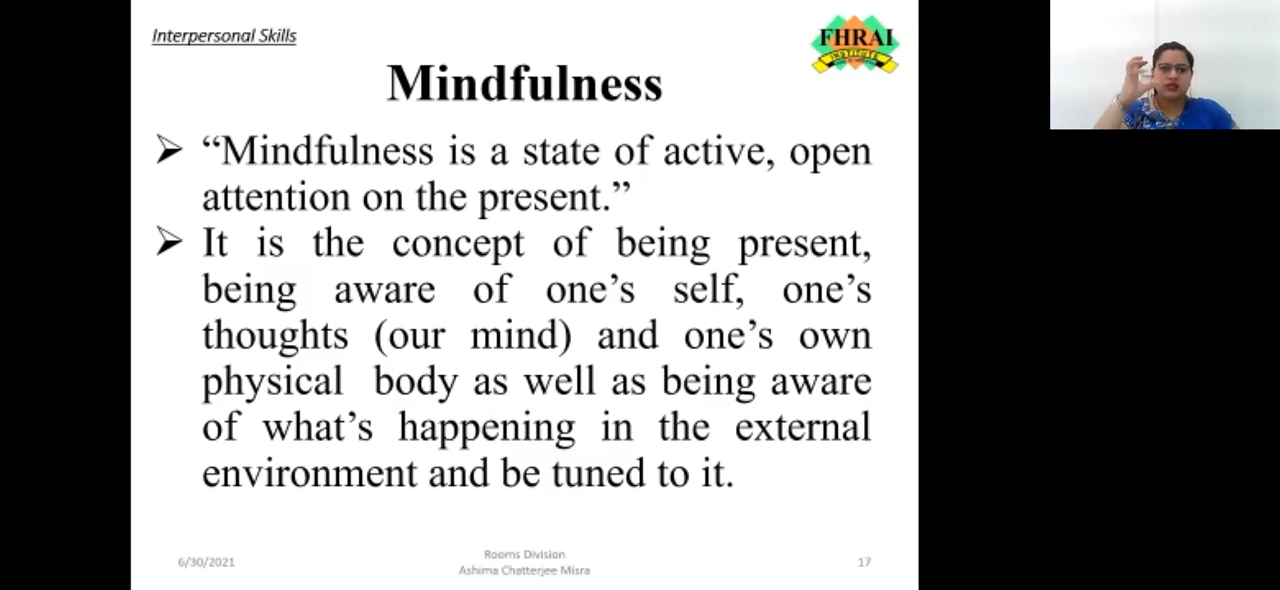 Interpersonal Skills
FHRAI
Mindfulness
➢ “Mindfulness is a state of active, open
attention on the present.”
➢ It is the concept of being present,
being aware of one’s self, one’s
thoughts (our mind) and one’s own
physical body as well as being aware
of what’s happening in the external
environment and be tuned to it.
6/30/2021
Rooms Division
Ashima Chatterjee Misra
17